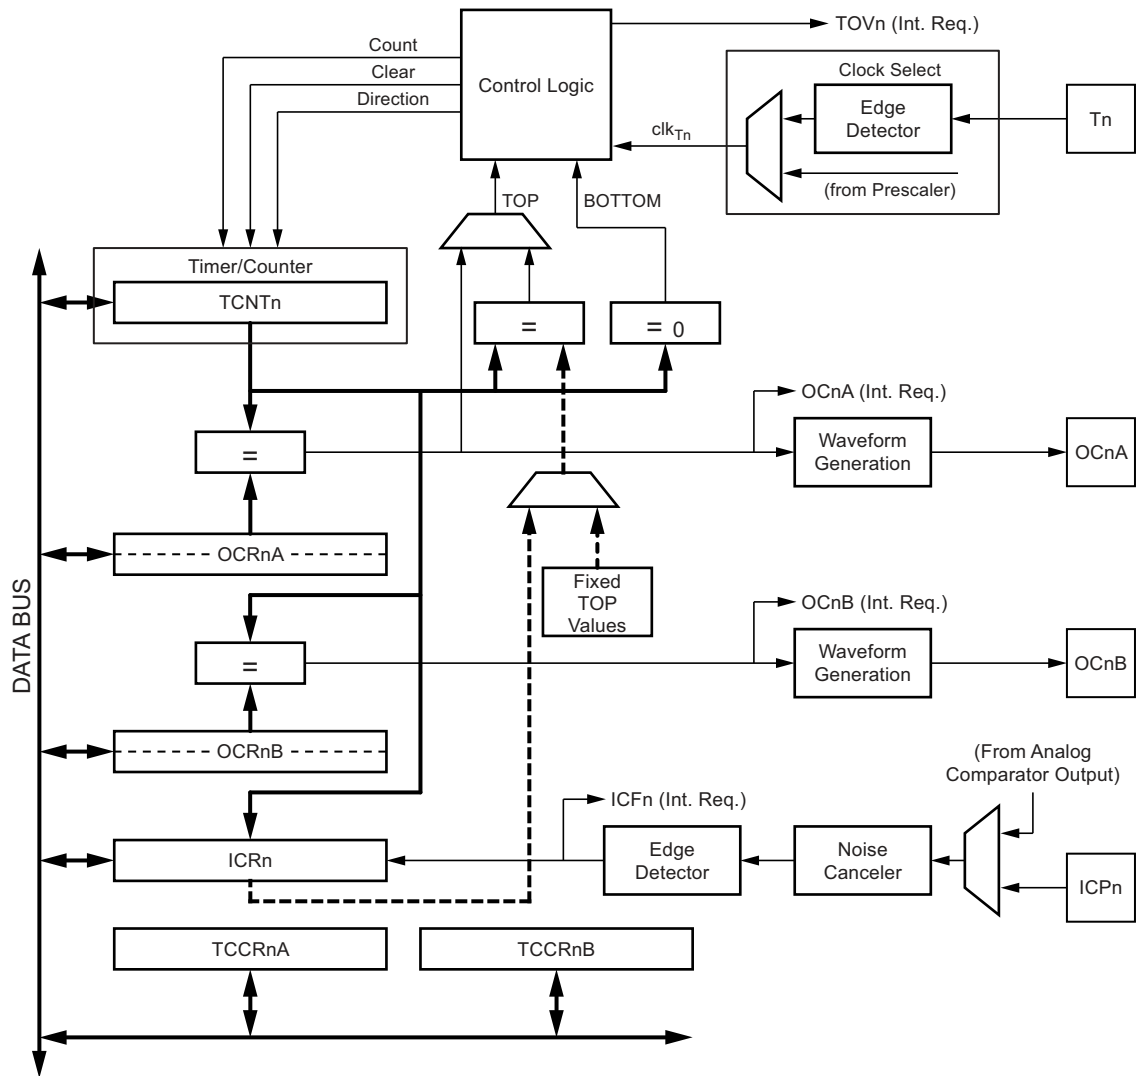 TOVn (Int. Req.)
Count
Clear
Direction
Control Logic
Clock Select
Edge
Detector
Tn
clkTn
(from Prescaler)
TOP
BOTTOM
Timer/Counter
TCNTn
=
= 0
OCnA (Int. Req.)
=
Waveform
Generation
OCnA
OCRnA
Fixed
TOP
Values
DATA BUS
OCnB (Int. Req.)
=
Waveform
Generation
OCnB
OCRnB
(From Analog
Comparator Output)
ICFn (Int. Req.)
ICRn
Edge
Detector
Noise
Canceler
ICPn
TCCRnA
TCCRnB